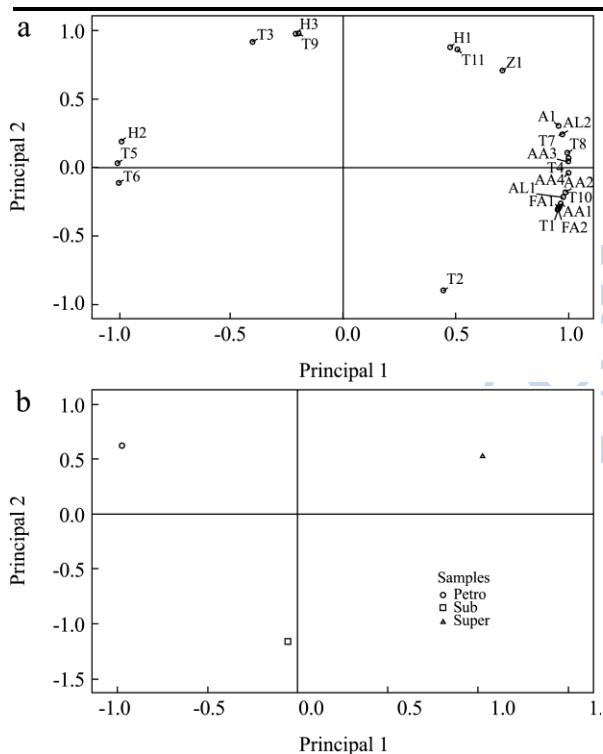 a
1.0
0.5
0.0
-0.5
-1.0
Principal 2
T3
H3
T9
H1
T11
Z1
A1
AL2
T7
T8
AA3
T4
AA4
AA2
AL1
T10
FA1
AA1
T1
FA2
H2
T5
T6
T2
-1.0 -0.5 0.0 0.5 1.0
Principal 1
b
1.0
0.5
0.0
-0.5
-1.0
-1.5
Principal 2
Samples
Petro
Sub
Super
-1.0 -0.5 0.0 0.5 1.0 1.
Principal 1